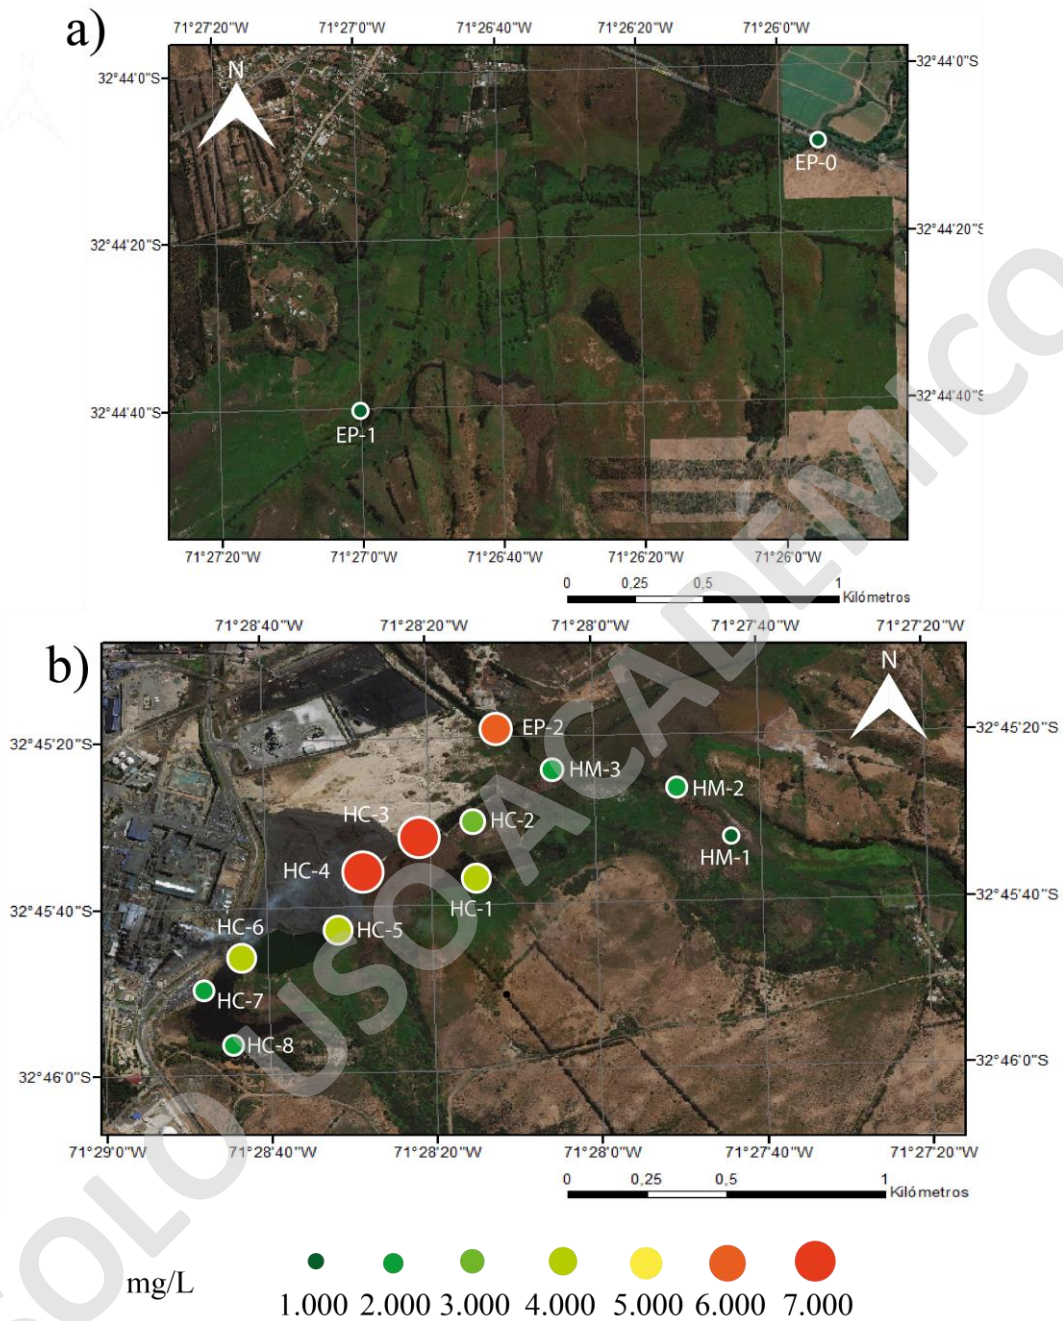 a)
71°27'20"W 71°27'0"W 71°26'40"W 71°26'20"W 71°26'0"W
N
32°44'0"S 32°44'0"S
EP-0
32°44'20"S 32°44'20"S
32°44'40"S 32°44'40"S
EP-1
71°27'20"W 71°27'0"W 71°26'40"W 71°26'20"W 71°26'0"W
0 0,25 0,5 1
Kilómetros
b)
71°28'40"W 71°28'20"W 71°28'0"W 71°27'40"W 71°27'20"W
N
EP-2
32°45'20"S 32°45'20"S
HM-3
HM-2
HC-3
HC-2
HM-1
HC-4
HC-1
32°45'40"S 32°45'40"S
HC-6
HC-5
HC-7
HC-8
32°46'0"S 32°46'0"S
71°29'0"W 71°28'40"W 71°28'20"W 71°28'0"W 71°27'40"W 71°27'20"W
0 0,25 0,5 1
Kilómetros
mg/L
1.000 2.000 3.000 4.000 5.000 6.000 7.000
SOLO USO ACADÉMICO